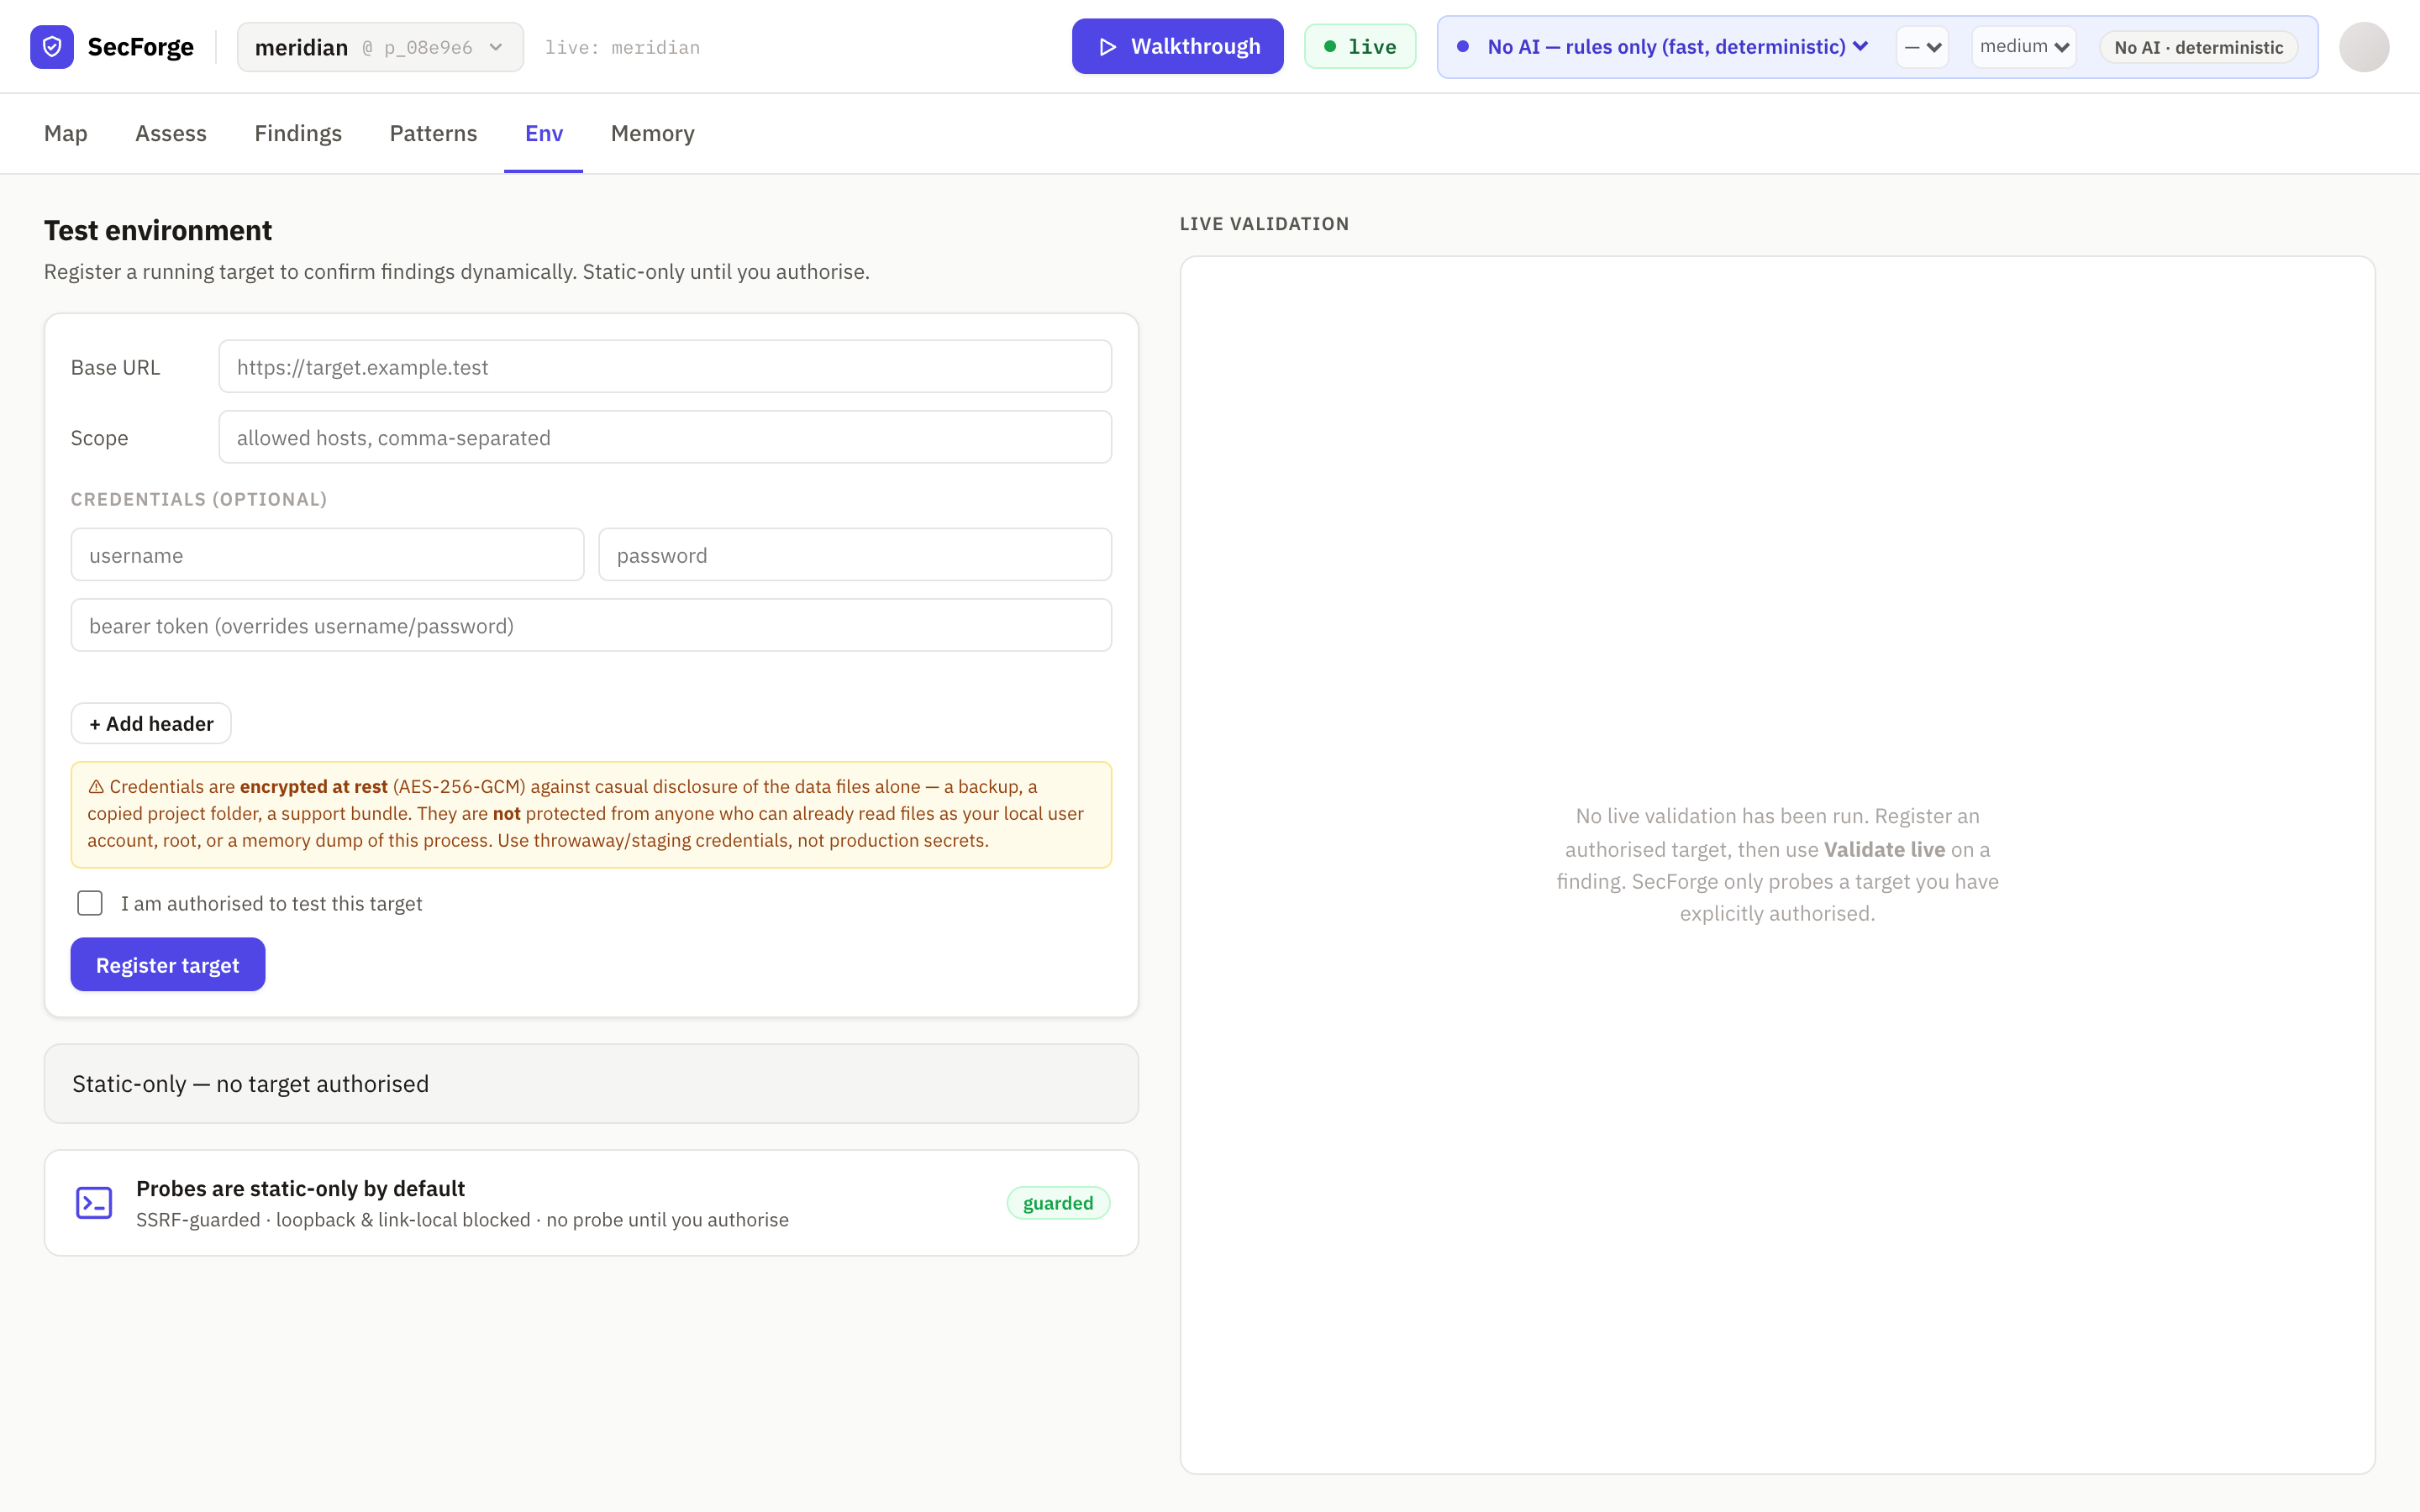 SecForge
meridian @ p_08e9e6
live: meridian
Walkthrough
live
No AI — rules only (fast, deterministic)
—
medium
No AI · deterministic
Map
Assess
Findings
Patterns
Env
Memory
Test environment
Register a running target to confirm findings dynamically. Static-only until you authorise.
Base URL
https://target.example.test
Scope
allowed hosts, comma-separated
CREDENTIALS (OPTIONAL)
username
password
bearer token (overrides username/password)
+ Add header
⚠ Credentials are encrypted at rest (AES-256-GCM) against casual disclosure of the data files alone — a backup, a
copied project folder, a support bundle. They are not protected from anyone who can already read files as your local user
account, root, or a memory dump of this process. Use throwaway/staging credentials, not production secrets.
I am authorised to test this target
Register target
Static-only — no target authorised
Probes are static-only by default
SSRF-guarded · loopback & link-local blocked · no probe until you authorise
guarded
LIVE VALIDATION
No live validation has been run. Register an
authorised target, then use Validate live on a
finding. SecForge only probes a target you have
explicitly authorised.